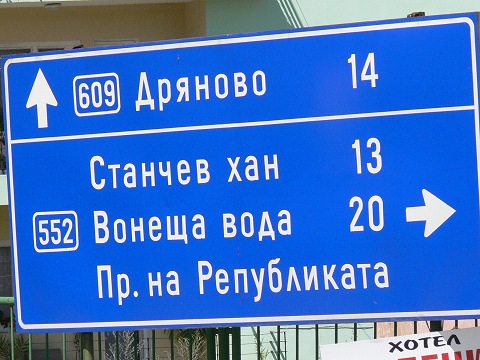 609 Дряново 14
Станчев хан 13
552 Вонеща вода 20
Пр. на Републиката
ХОТЕЛ